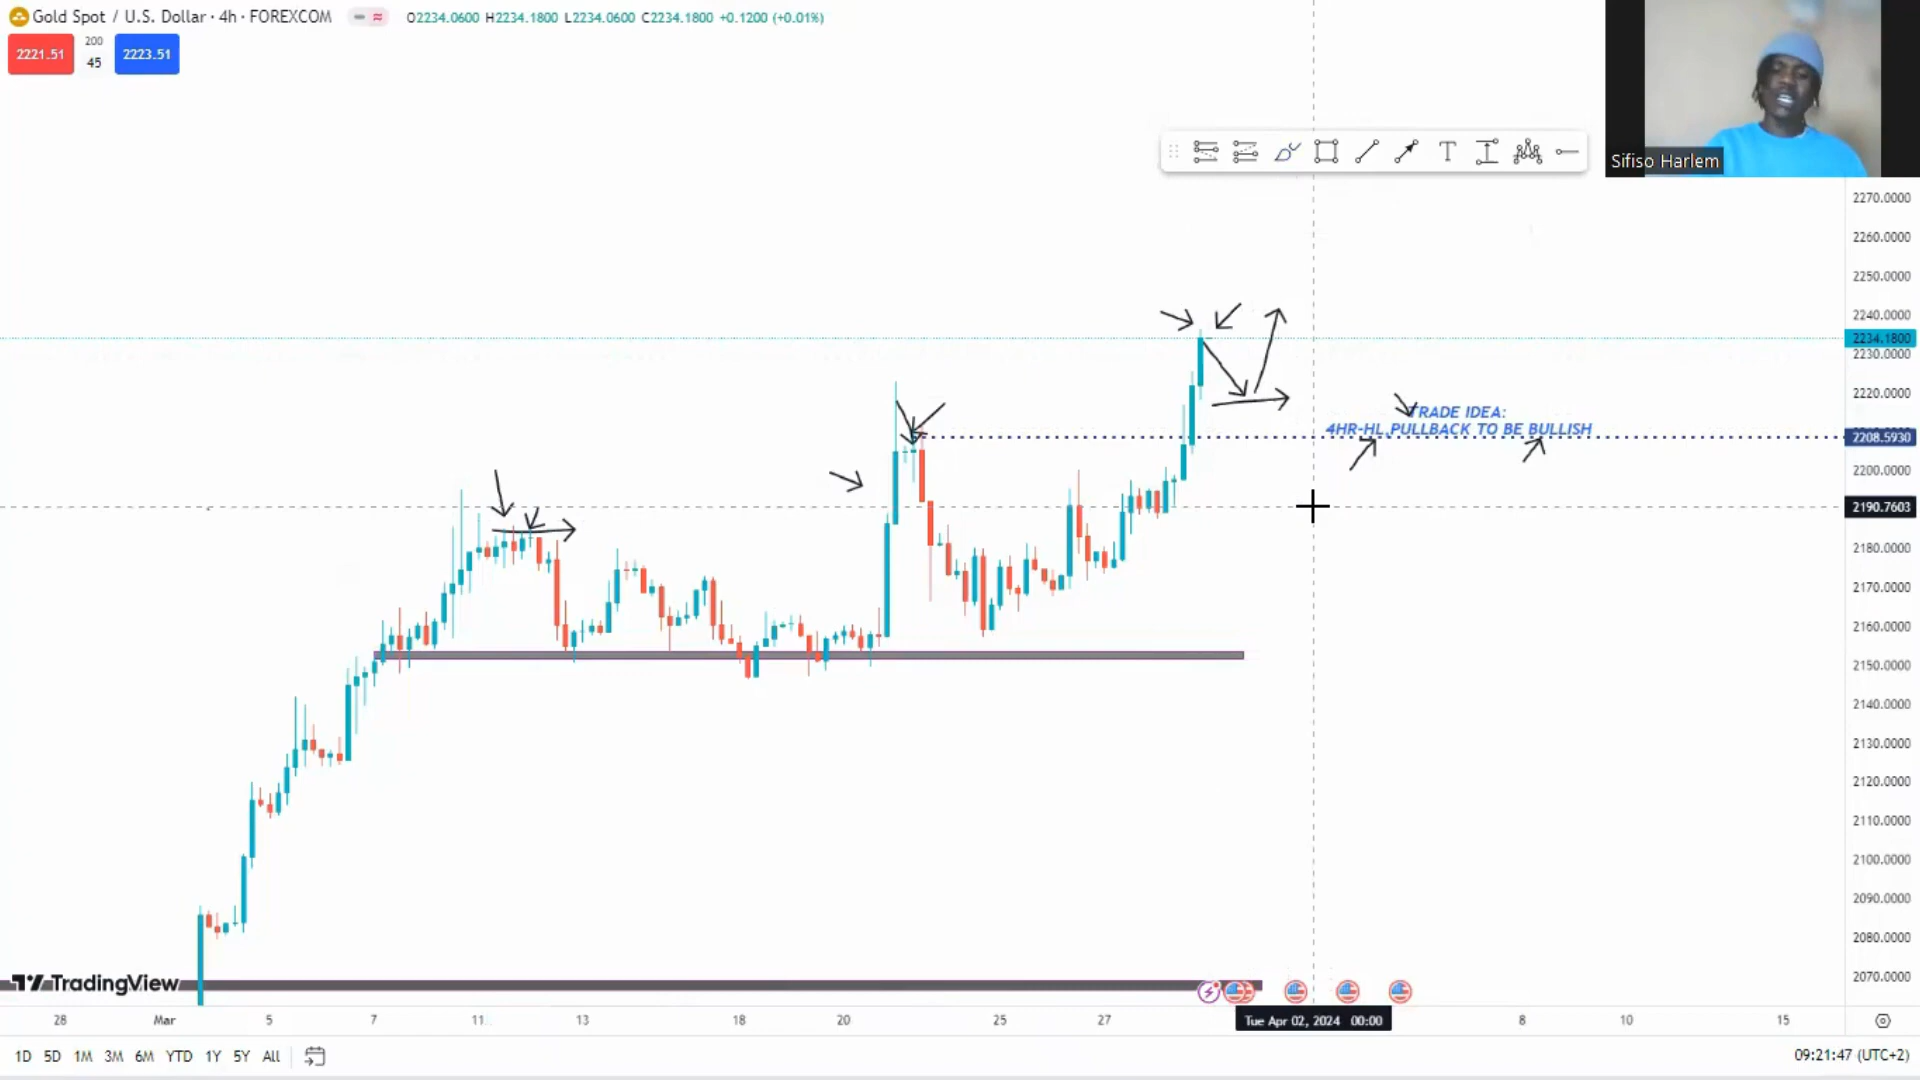 Gold Spot / U.S. Dollar · 4h · FOREXCOM
O2234.0600 H2234.1800 L2234.0600 C2234.1800 +0.1200 (+0.01%)
2221.51
200
45
2223.51
Sifiso Harlem
2270.0000
2260.0000
2250.0000
2240.0000
2234.1800
2230.0000
2220.0000
TRADE IDEA:
4HR-HL PULLBACK TO BE BULLISH
2208.5930
2200.0000
2190.7603
2180.0000
2170.0000
2160.0000
2150.0000
2140.0000
2130.0000
2120.0000
2110.0000
2100.0000
2090.0000
2080.0000
2070.0000
TradingView
28 Mar 5 7 11 13 18 20 25 27 Tue Apr 02, 2024 00:00 8 10 15
1D 5D 1M 3M 6M YTD 1Y 5Y All
09:21:47 (UTC+2)